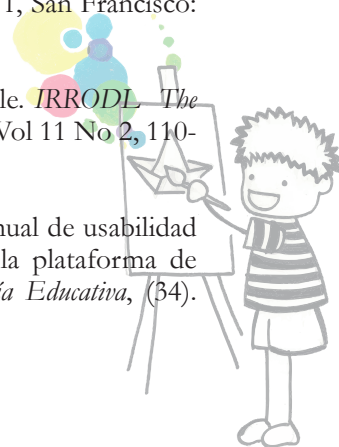 1, San Francisco:
le. IRRODL The
Vol 11 No 2, 110-
nual de usabilidad
la plataforma de
ía Educativa, (34).